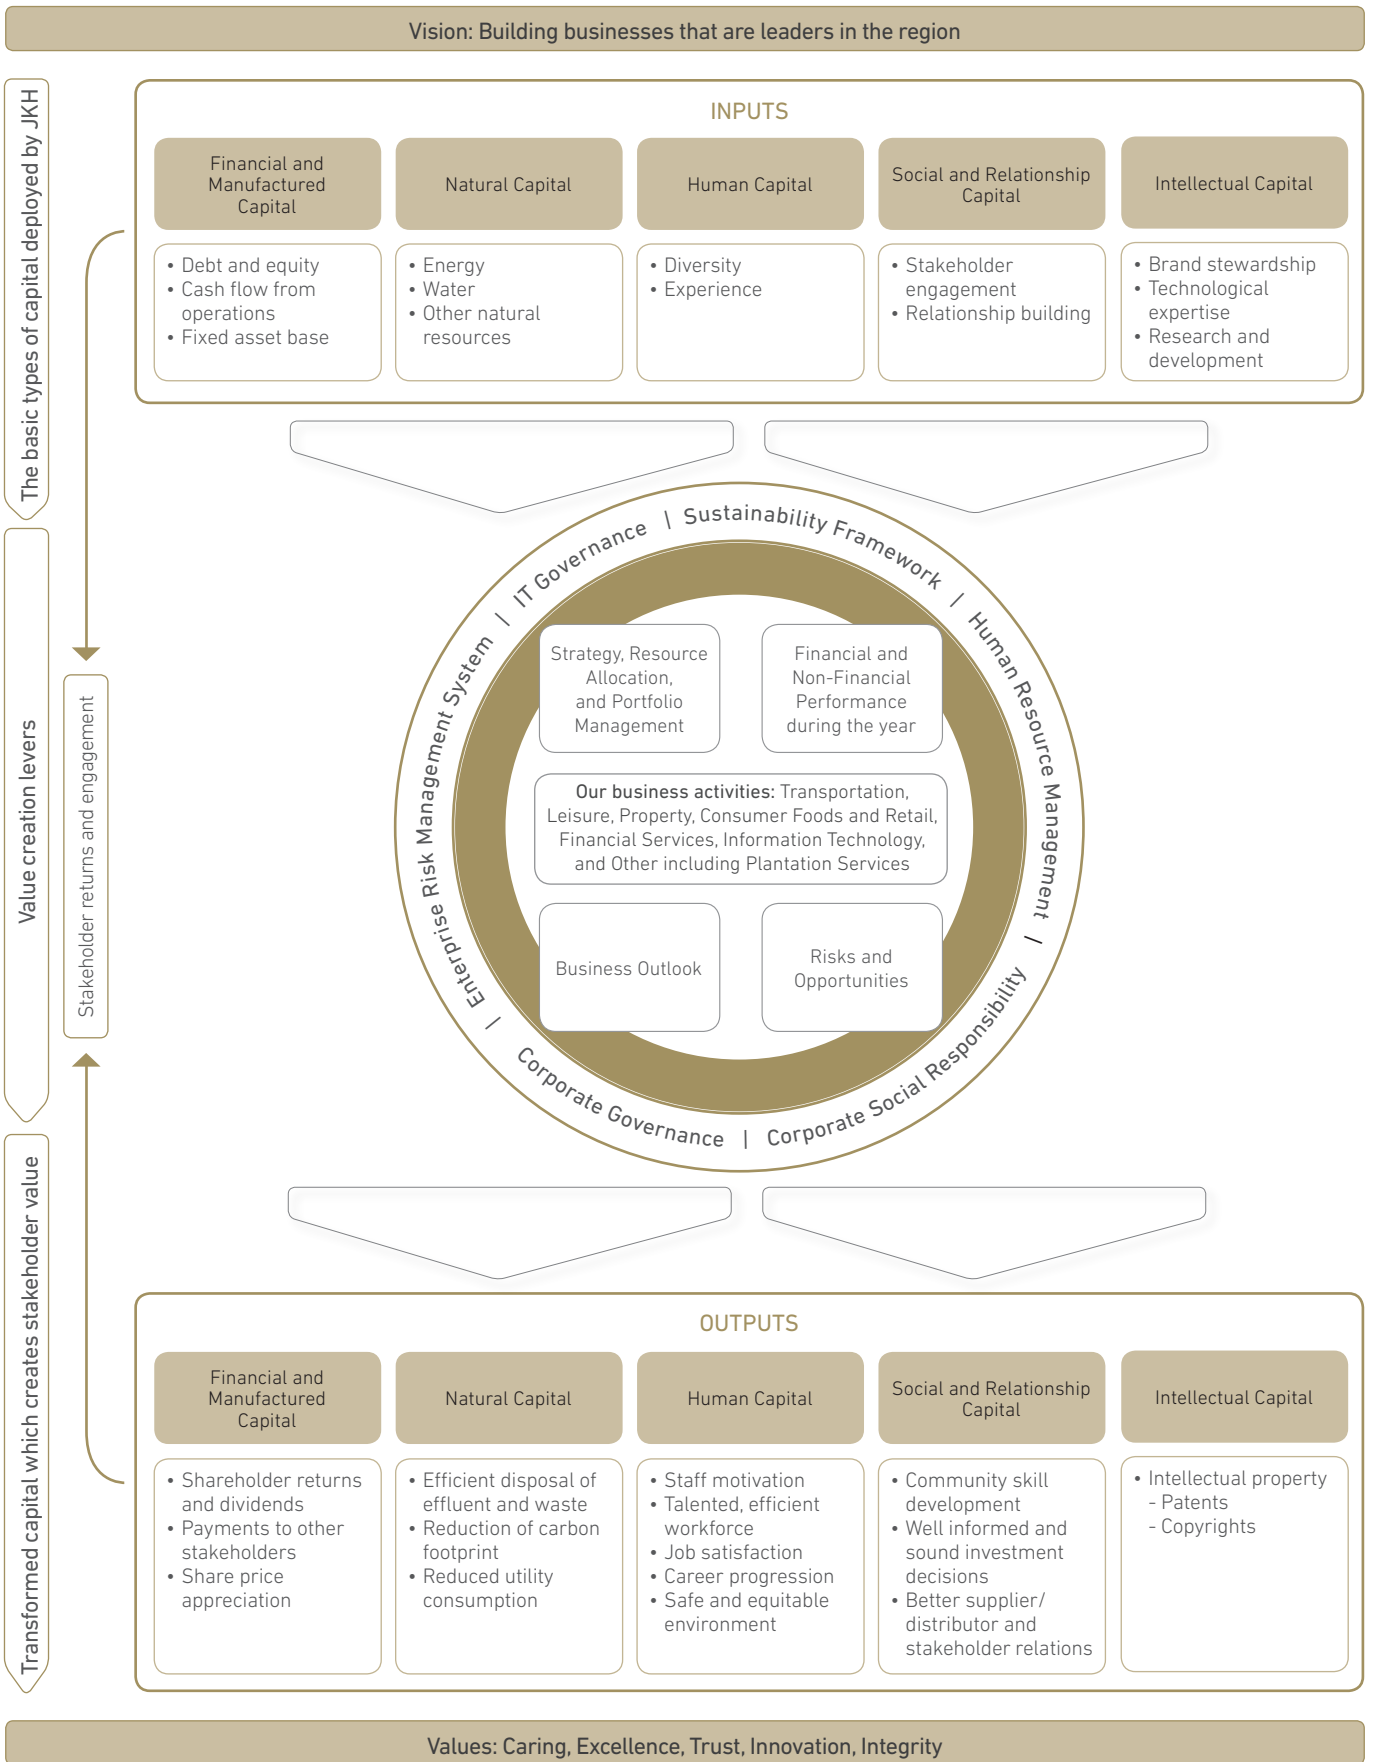 Vision: Building businesses that are leaders in the region
The basic types of capital deployed by JKH
INPUTS
Financial and
Manufactured
Capital
• Debt and equity
• Cash flow from
operations
• Fixed asset base
Natural Capital
• Energy
• Water
• Other natural
resources
Human Capital
• Diversity
• Experience
Social and Relationship
Capital
• Stakeholder
engagement
• Relationship building
Intellectual Capital
• Brand stewardship
• Technological
expertise
• Research and
development
Value creation levers
Stakeholder returns and engagement
Enterprise Risk Management System | IT Governance | Sustainability Framework | Human Resource Management | Corporate Social Responsibility | Corporate Governance |
Strategy, Resource
Allocation,
and Portfolio
Management
Financial and
Non-Financial
Performance
during the year
Our business activities: Transportation,
Leisure, Property, Consumer Foods and Retail,
Financial Services, Information Technology,
and Other including Plantation Services
Business Outlook
Risks and
Opportunities
Transformed capital which creates stakeholder value
OUTPUTS
Financial and
Manufactured
Capital
• Shareholder returns
and dividends
• Payments to other
stakeholders
• Share price
appreciation
Natural Capital
• Efficient disposal of
effluent and waste
• Reduction of carbon
footprint
• Reduced utility
consumption
Human Capital
• Staff motivation
• Talented, efficient
workforce
• Job satisfaction
• Career progression
• Safe and equitable
environment
Social and Relationship
Capital
• Community skill
development
• Well informed and
sound investment
decisions
• Better supplier/
distributor and
stakeholder relations
Intellectual Capital
• Intellectual property
- Patents
- Copyrights
Values: Caring, Excellence, Trust, Innovation, Integrity